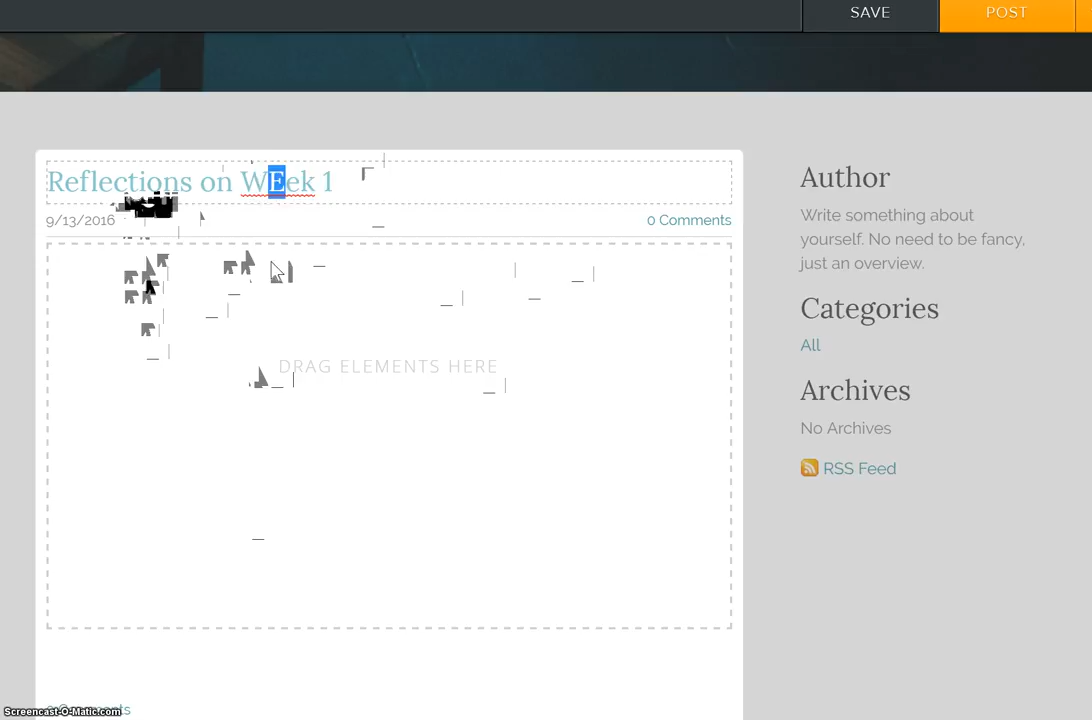 SAVE
POST
Reflections on WEek 1
9/13/2016
0 Comments
DRAG ELEMENTS HERE
Author
Write something about
yourself. No need to be fancy,
just an overview.
Categories
All
Archives
No Archives
RSS Feed
Screencast-O-Matic.com